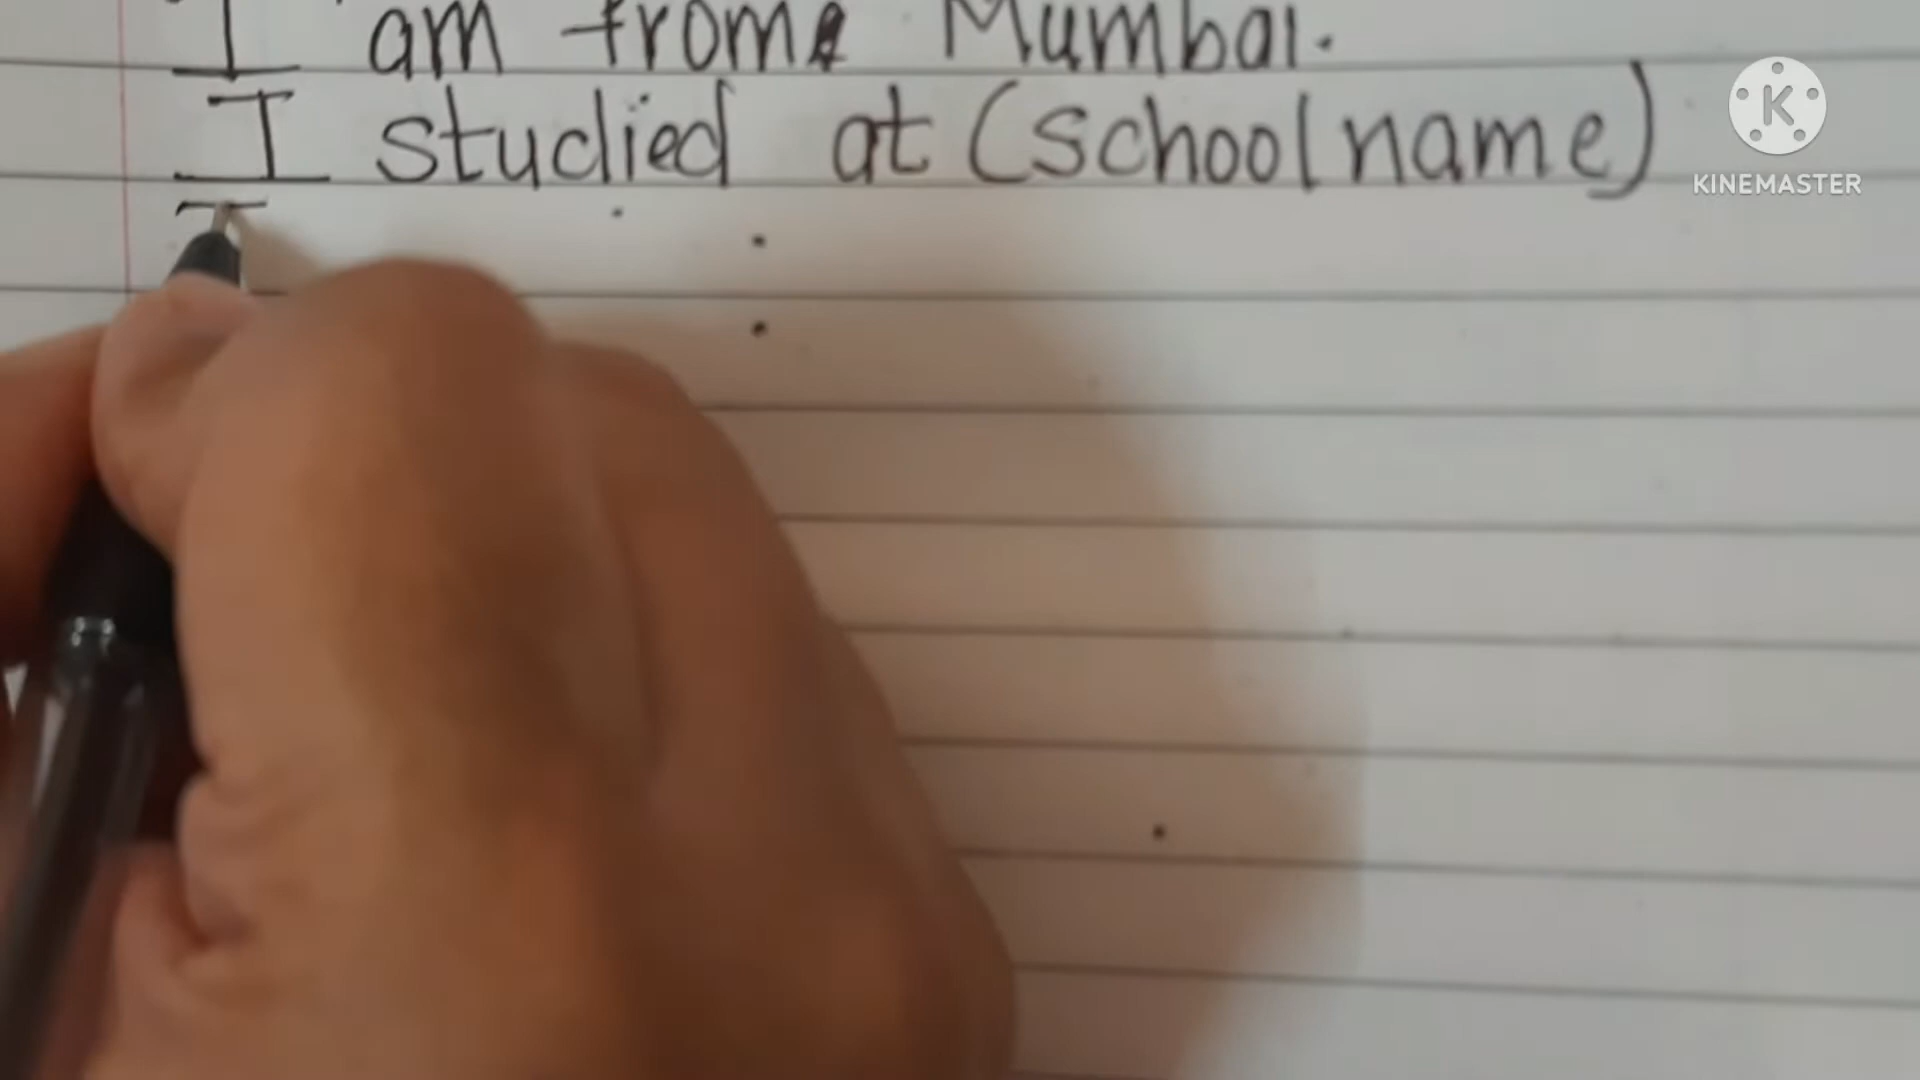 I am from Mumbai.
I studied at (school name)
KINEMASTER